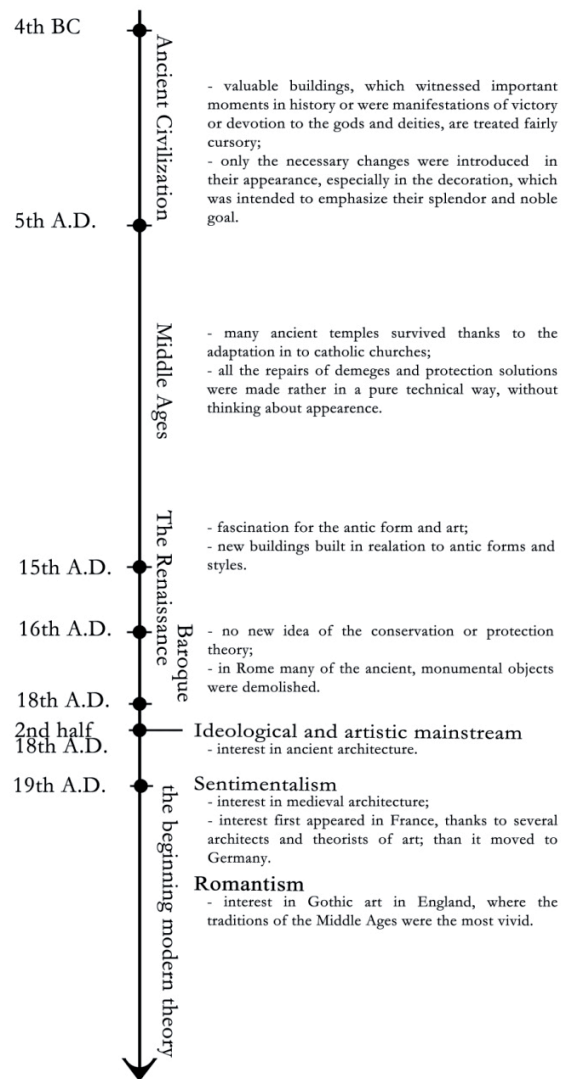 4th BC
Ancient Civilization
- valuable buildings, which witnessed important
moments in history or were manifestations of victory
or devotion to the gods and deities, are treated fairly
cursory;
- only the necessary changes were introduced in
their appearance, especially in the decoration, which
was intended to emphasize their splendor and noble
goal.
5th A.D.
Middle Ages
- many ancient temples survived thanks to the
adaptation in to catholic churches;
- all the repairs of demeges and protection solutions
were made rather in a pure technical way, without
thinking about appearence.
The Renaissance
- fascination for the antic form and art;
- new buildings built in realation to antic forms and
styles.
15th A.D.
16th A.D.
Baroque
- no new idea of the conservation or protection
theory;
- in Rome many of the ancient, monumental objects
were demolished.
18th A.D.
2nd half
18th A.D.
Ideological and artistic mainstream
- interest in ancient architecture.
19th A.D.
the beginning modern theory
Sentimentalism
- interest in medieval architecture;
- interest first appeared in France, thanks to several
architects and theorists of art; than it moved to
Germany.
Romantism
- interest in Gothic art in England, where the
traditions of the Middle Ages were the most vivid.